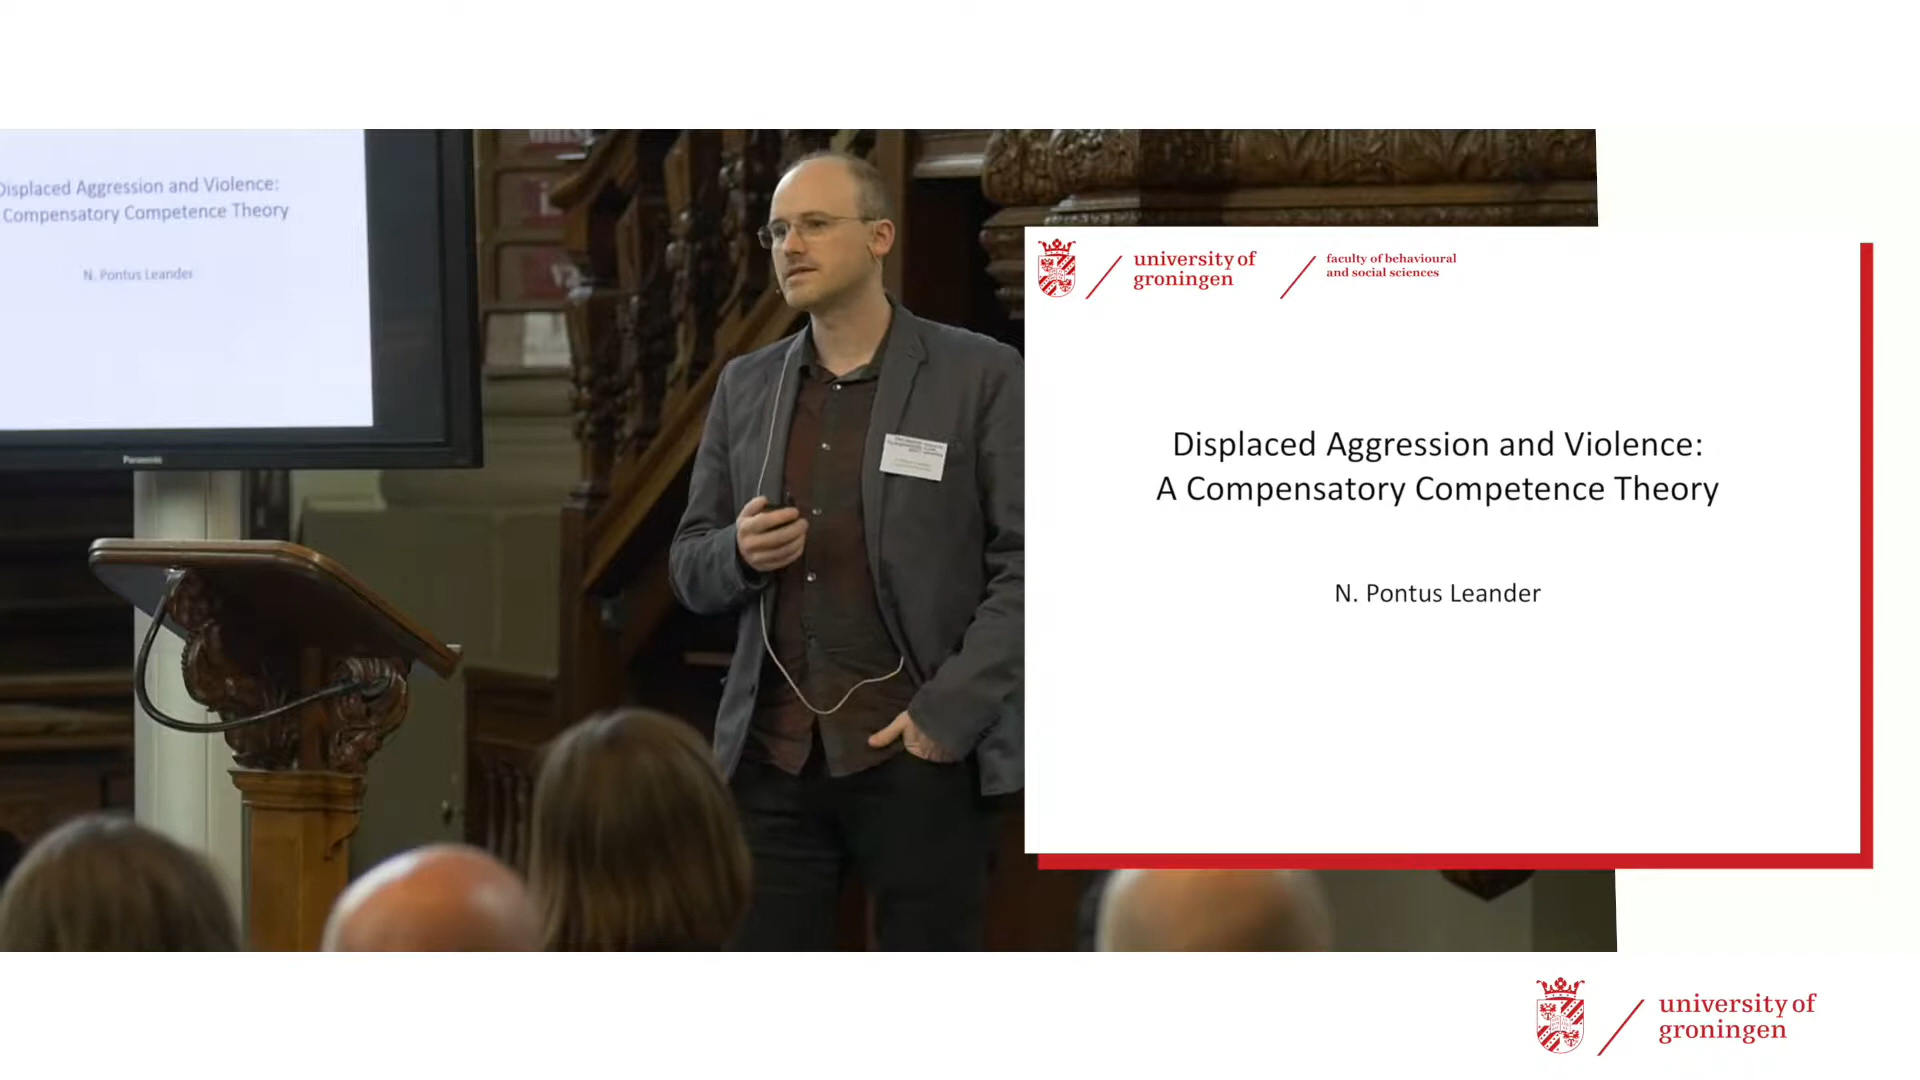 Displaced Aggression and Violence:
Compensatory Competence Theory
N. Pontus Leander
Panasonic
university of
groningen
faculty of behavioural
and social sciences
Displaced Aggression and Violence:
A Compensatory Competence Theory
N. Pontus Leander
university of
groningen